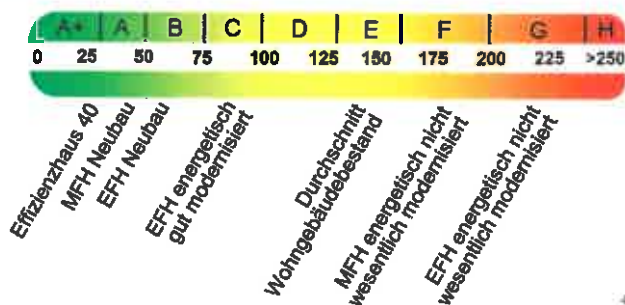 A+ A B C D E F G H
0 25 50 75 100 125 150 175 200 225 >250
Effizienzhaus 40
MFH Neubau
EFH Neubau
EFH energetisch
gut modernisiert
Durchschnitt
Wohngebäudebestand
MFH energetisch nicht
wesentlich modernisiert
EFH energetisch nicht
wesentlich modernisiert